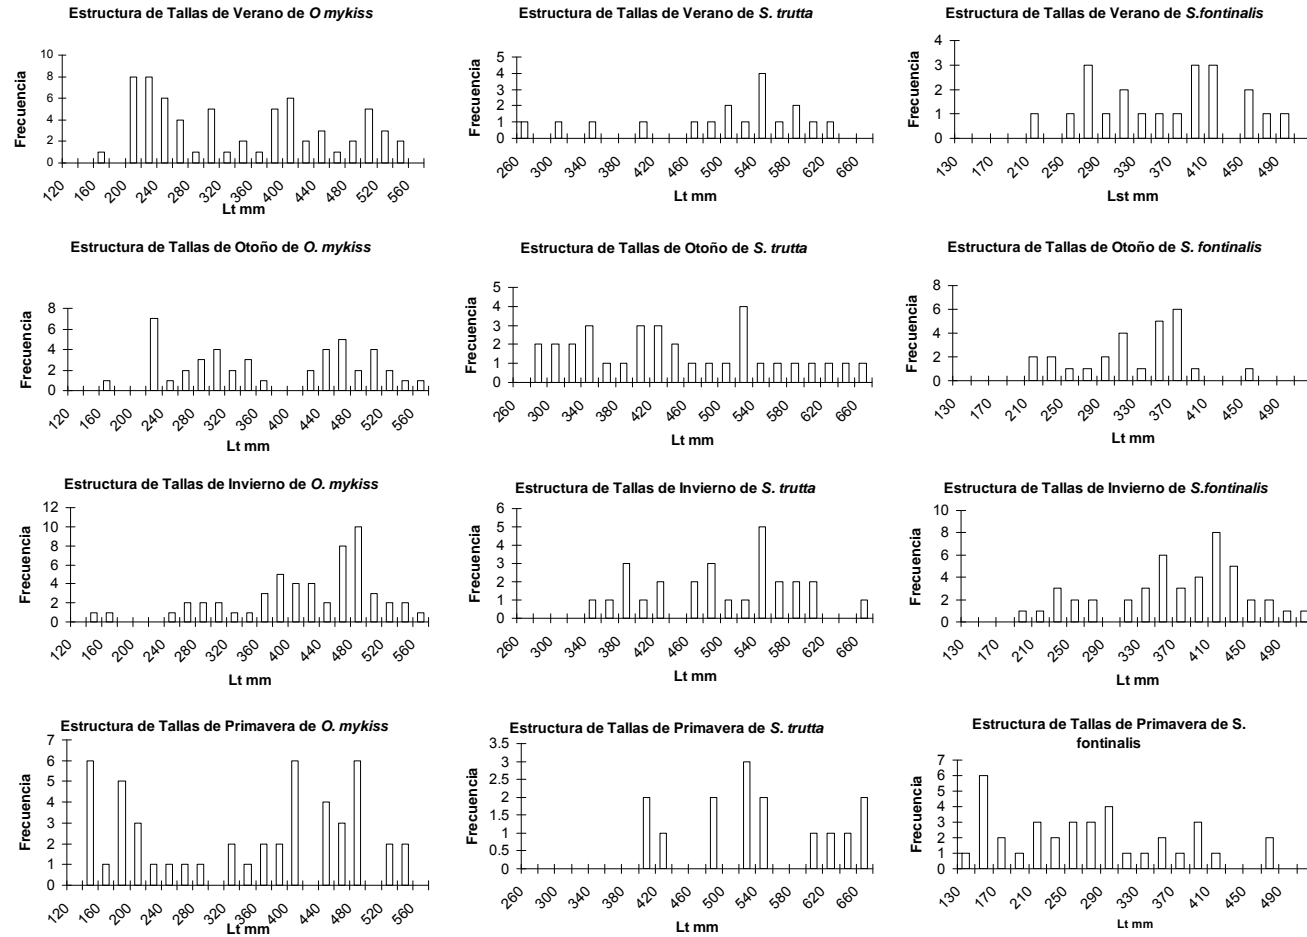 Estructura de Tallas de Verano de O mykiss
10
8
6
4
2
0
Frecuencia
120 160 200 240 280 320 360 400 440 480 520 560
Lt mm
Estructura de Tallas de Verano de S. trutta
5
4
3
2
1
0
Frecuencia
260 300 340 380 420 460 500 540 580 620 660
Lt mm
Estructura de Tallas de Verano de S.fontinalis
4
3
2
1
0
Frecuencia
130 170 210 250 290 330 370 410 450 490
Lst mm
Estructura de Tallas de Otoño de O. mykiss
8
6
4
2
0
Frecuencia
120 160 200 240 280 320 360 400 440 480 520 560
Lt mm
Estructura de Tallas de Otoño de S. trutta
5
4
3
2
1
0
Frecuencia
260 300 340 380 420 460 500 540 580 620 660
Lt mm
Estructura de Tallas de Otoño de S. fontinalis
8
6
4
2
0
Frecuencia
130 170 210 250 290 330 370 410 450 490
Lt mm
Estructura de Tallas de Invierno de O. mykiss
12
10
8
6
4
2
0
Frecuencia
120 160 200 240 280 320 360 400 440 480 520 560
Lt mm
Estructura de Tallas de Invierno de S. trutta
6
5
4
3
2
1
0
Frecuencia
260 300 340 380 420 460 500 540 580 620 660
Lt mm
Estructura de Tallas de Invierno de S.fontinalis
10
8
6
4
2
0
Frecuencia
130 170 210 290 330 370 410 450 490
Lt mm
Estructura de Tallas de Primavera de O. mykiss
7
6
5
4
3
2
1
0
Frecuencia
120 160 200 240 280 320 360 400 440 480 520 560
Lt mm
Estructura de Tallas de Primavera de S. trutta
3.5
3
2.5
2
1.5
1
0.5
0
Frecuencia
260 300 340 380 420 460 500 540 580 620 660
Lt mm
Estructura de Tallas de Primavera de S.
fontinalis
7
6
5
4
3
2
1
0
Frecuencia
130 170 210 250 290 330 370 410 450 490
Lt mm